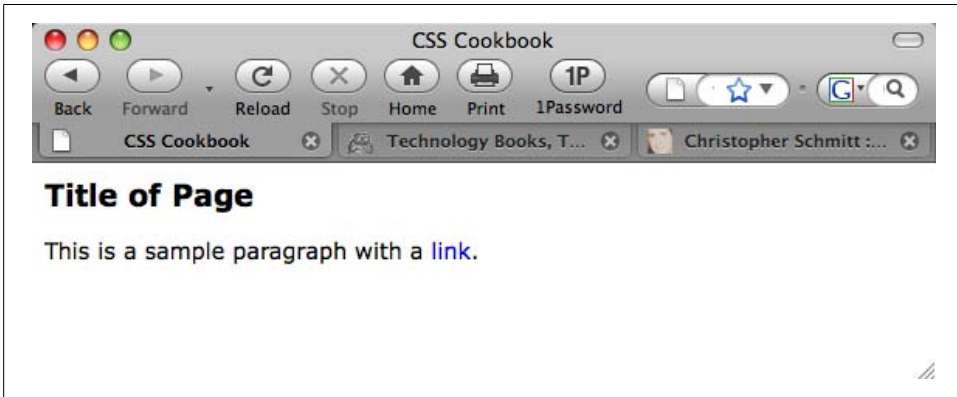 CSS Cookbook
1P
Back Forward Reload Stop Home Print 1Password
G
CSS Cookbook Technology Books, T... Christopher Schmitt :...
Title of Page
This is a sample paragraph with a link.